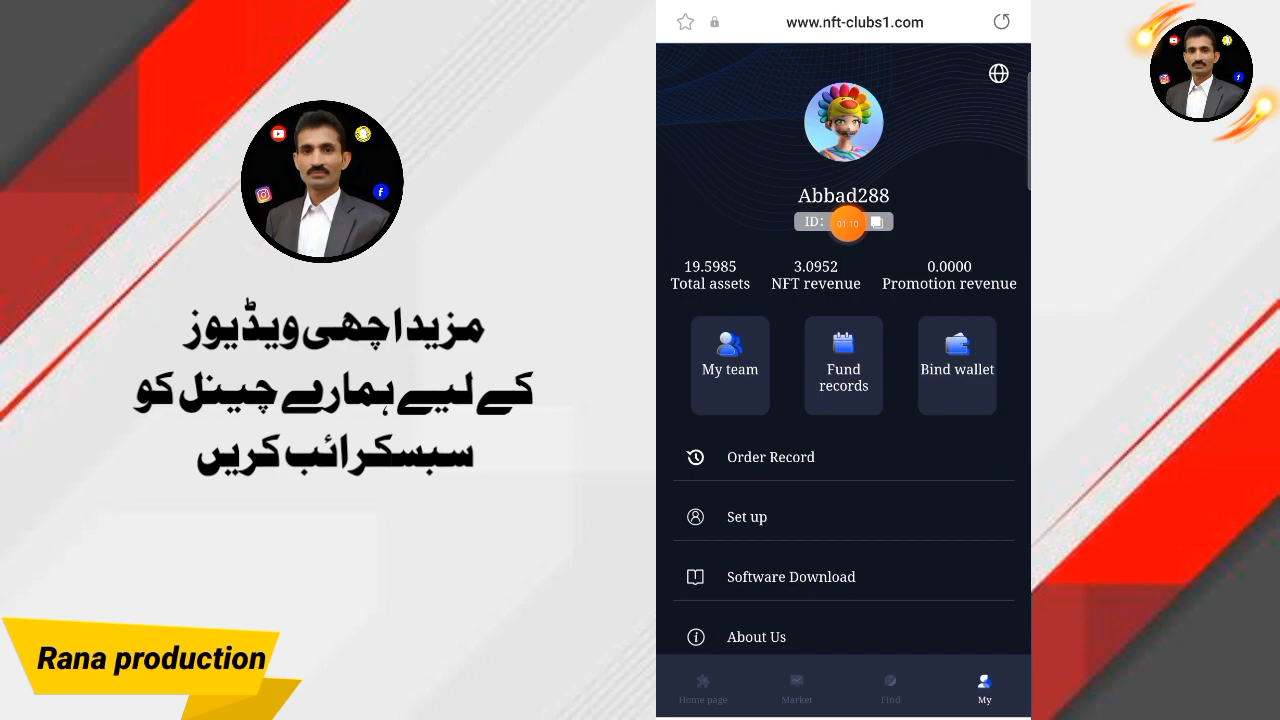 مزید اچھی ویڈیوز
کے لیے ہمارے چینل کو
سبسکرائب کریں
Rana production
www.nft-clubs1.com
Abbad288
ID:
01:10
19.5985 3.0952 0.0000
Total assets NFT revenue Promotion revenue
My team Fund records Bind wallet
Order Record
Set up
Software Download
About Us
Home page Market Find My